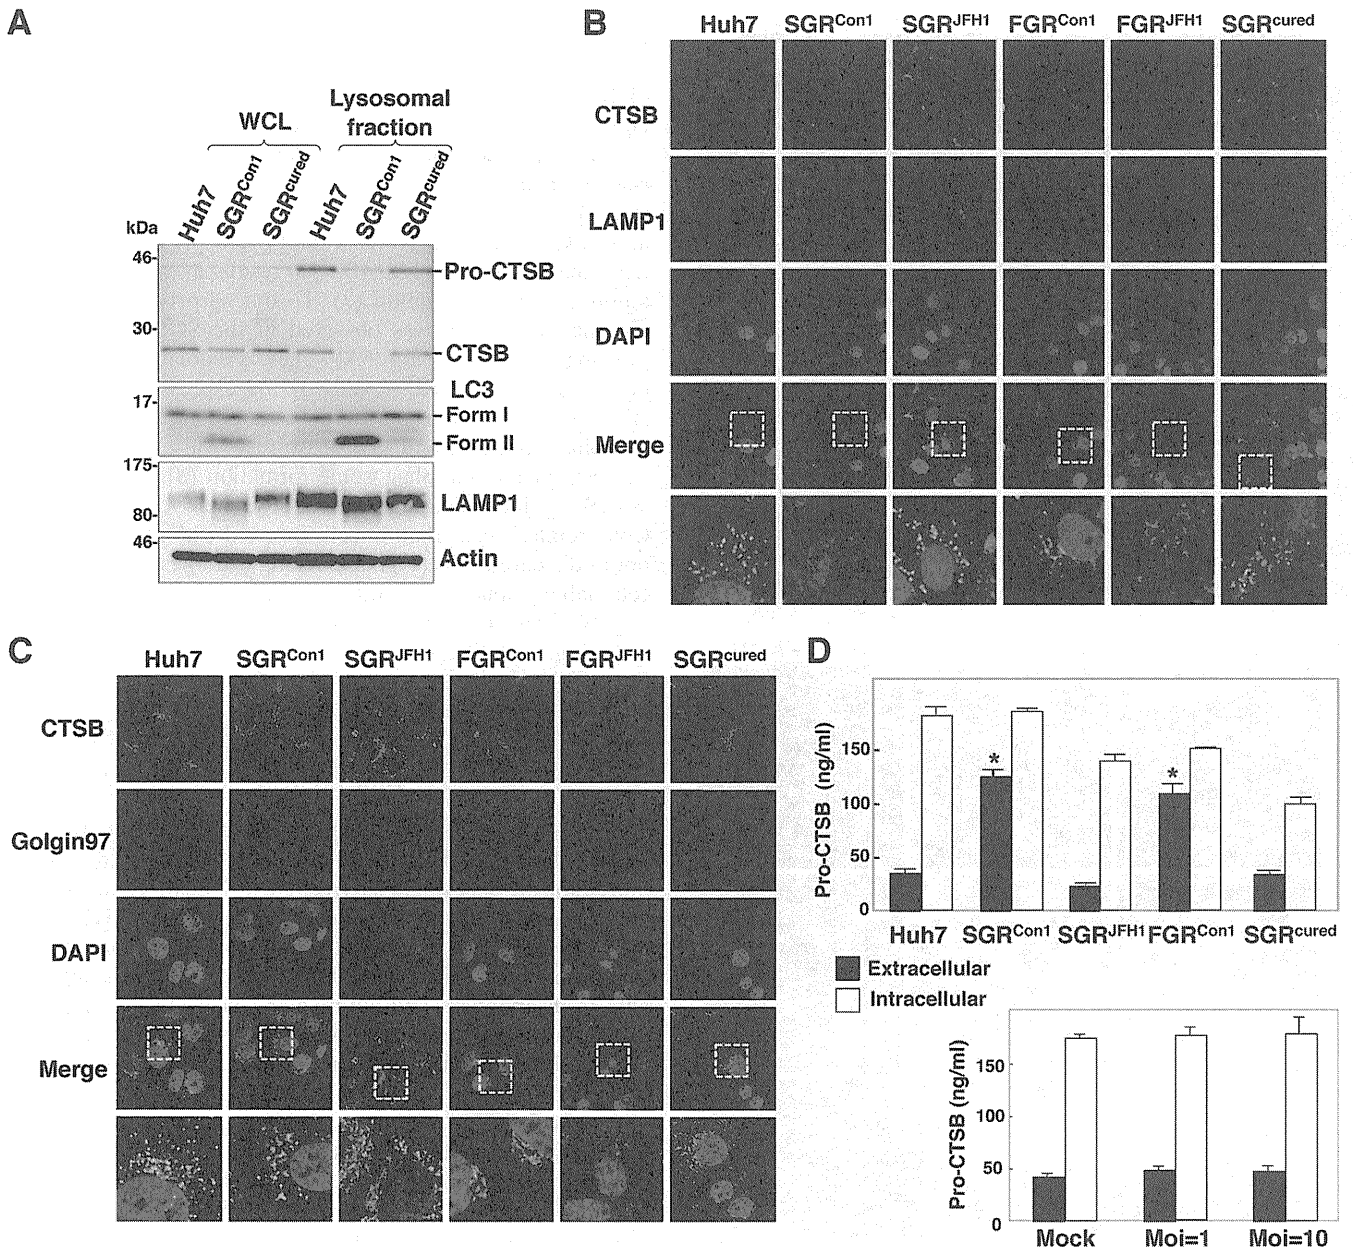 A
WCL
Lysosomal
fraction
Huh7
SGRCon1
SGRcured
Huh7
SGRCon1
SGRcured
kDa
46-
Pro-CTSB
30-
CTSB
LC3
17-
Form I
Form II
175-
LAMP1
80-
46-
Actin
B
Huh7 SGRCon1 SGRJFH1 FGRCon1 FGRJFH1 SGRcured
CTSB
LAMP1
DAPI
Merge
C
Huh7 SGRCon1 SGRJFH1 FGRCon1 FGRJFH1 SGRcured
CTSB
Golgin97
DAPI
Merge
D
Pro-CTSB (ng/ml)
150
100
50
0
*
*
Huh7 SGRCon1 SGRJFH1 FGRCon1 SGRcured
Extracellular
Intracellular
Pro-CTSB (ng/ml)
150
100
50
0
Mock Moi=1 Moi=10